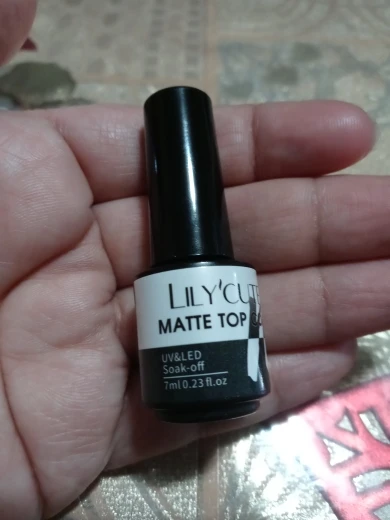 LILY'CUTE
MATTE TOP
UV&LED
Soak-off
7ml 0.23 fl.oz